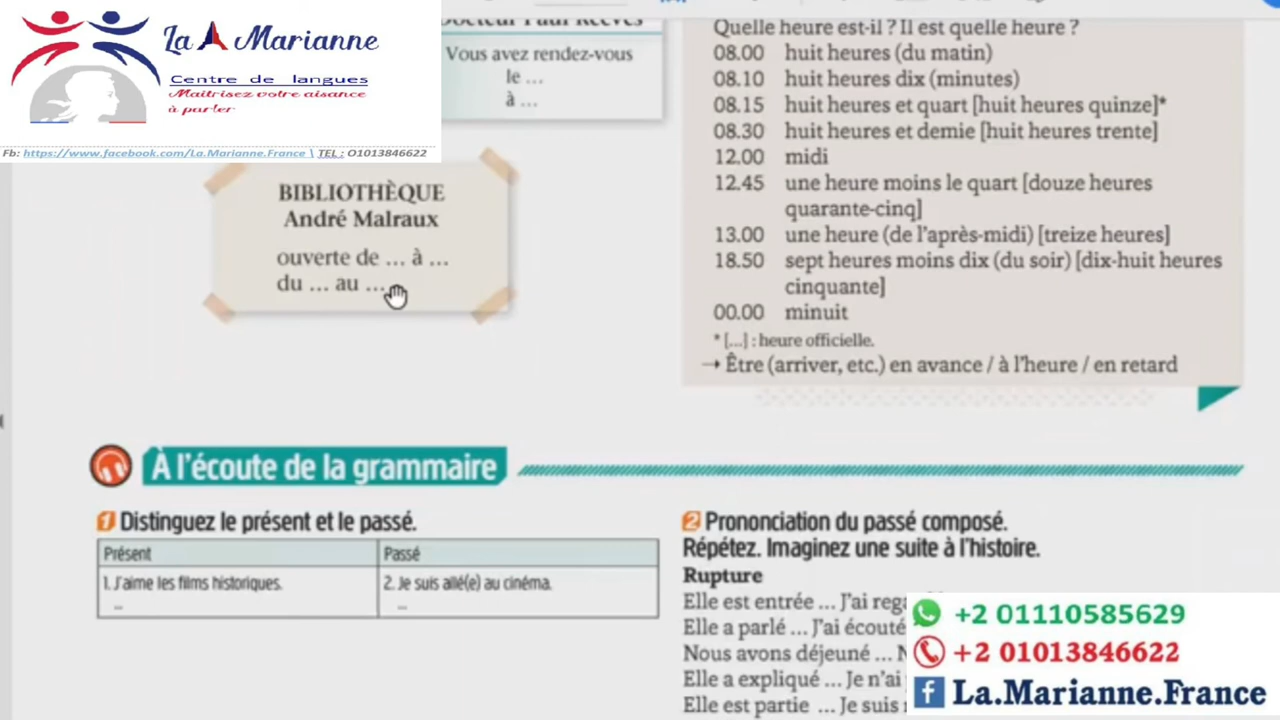 La Marianne
Centre de langues
Maitrisez votre aisance
à parler
Fb: https://www.facebook.com/La.Marianne.France \ TEL : O1013846622
Docteur Paul Reeves
Vous avez rendez-vous
le ...
à ...
BIBLIOTHÈQUE
André Malraux
ouverte de ... à ...
du ... au ...
Quelle heure est-il ? Il est quelle heure ?
08.00 huit heures (du matin)
08.10 huit heures dix (minutes)
08.15 huit heures et quart [huit heures quinze]*
08.30 huit heures et demie [huit heures trente]
12.00 midi
12.45 une heure moins le quart [douze heures
quarante-cinq]
13.00 une heure (de l'après-midi) [treize heures]
18.50 sept heures moins dix (du soir) [dix-huit heures
cinquante]
00.00 minuit
* [...] : heure officielle.
→ Être (arriver, etc.) en avance / à l'heure / en retard
À l'écoute de la grammaire
1 Distinguez le présent et le passé.
Présent Passé
1. J'aime les films historiques. 2. Je suis allé(e) au cinéma.
... ...
2 Prononciation du passé composé.
Répétez. Imaginez une suite à l'histoire.
Rupture
Elle est entrée ... J'ai
Elle a parlé ... J'ai écouté
Nous avons déjeuné ...
Elle a expliqué ... Je n'ai
Elle est partie ... Je suis
+2 01110585629
+2 01013846622
La.Marianne.France